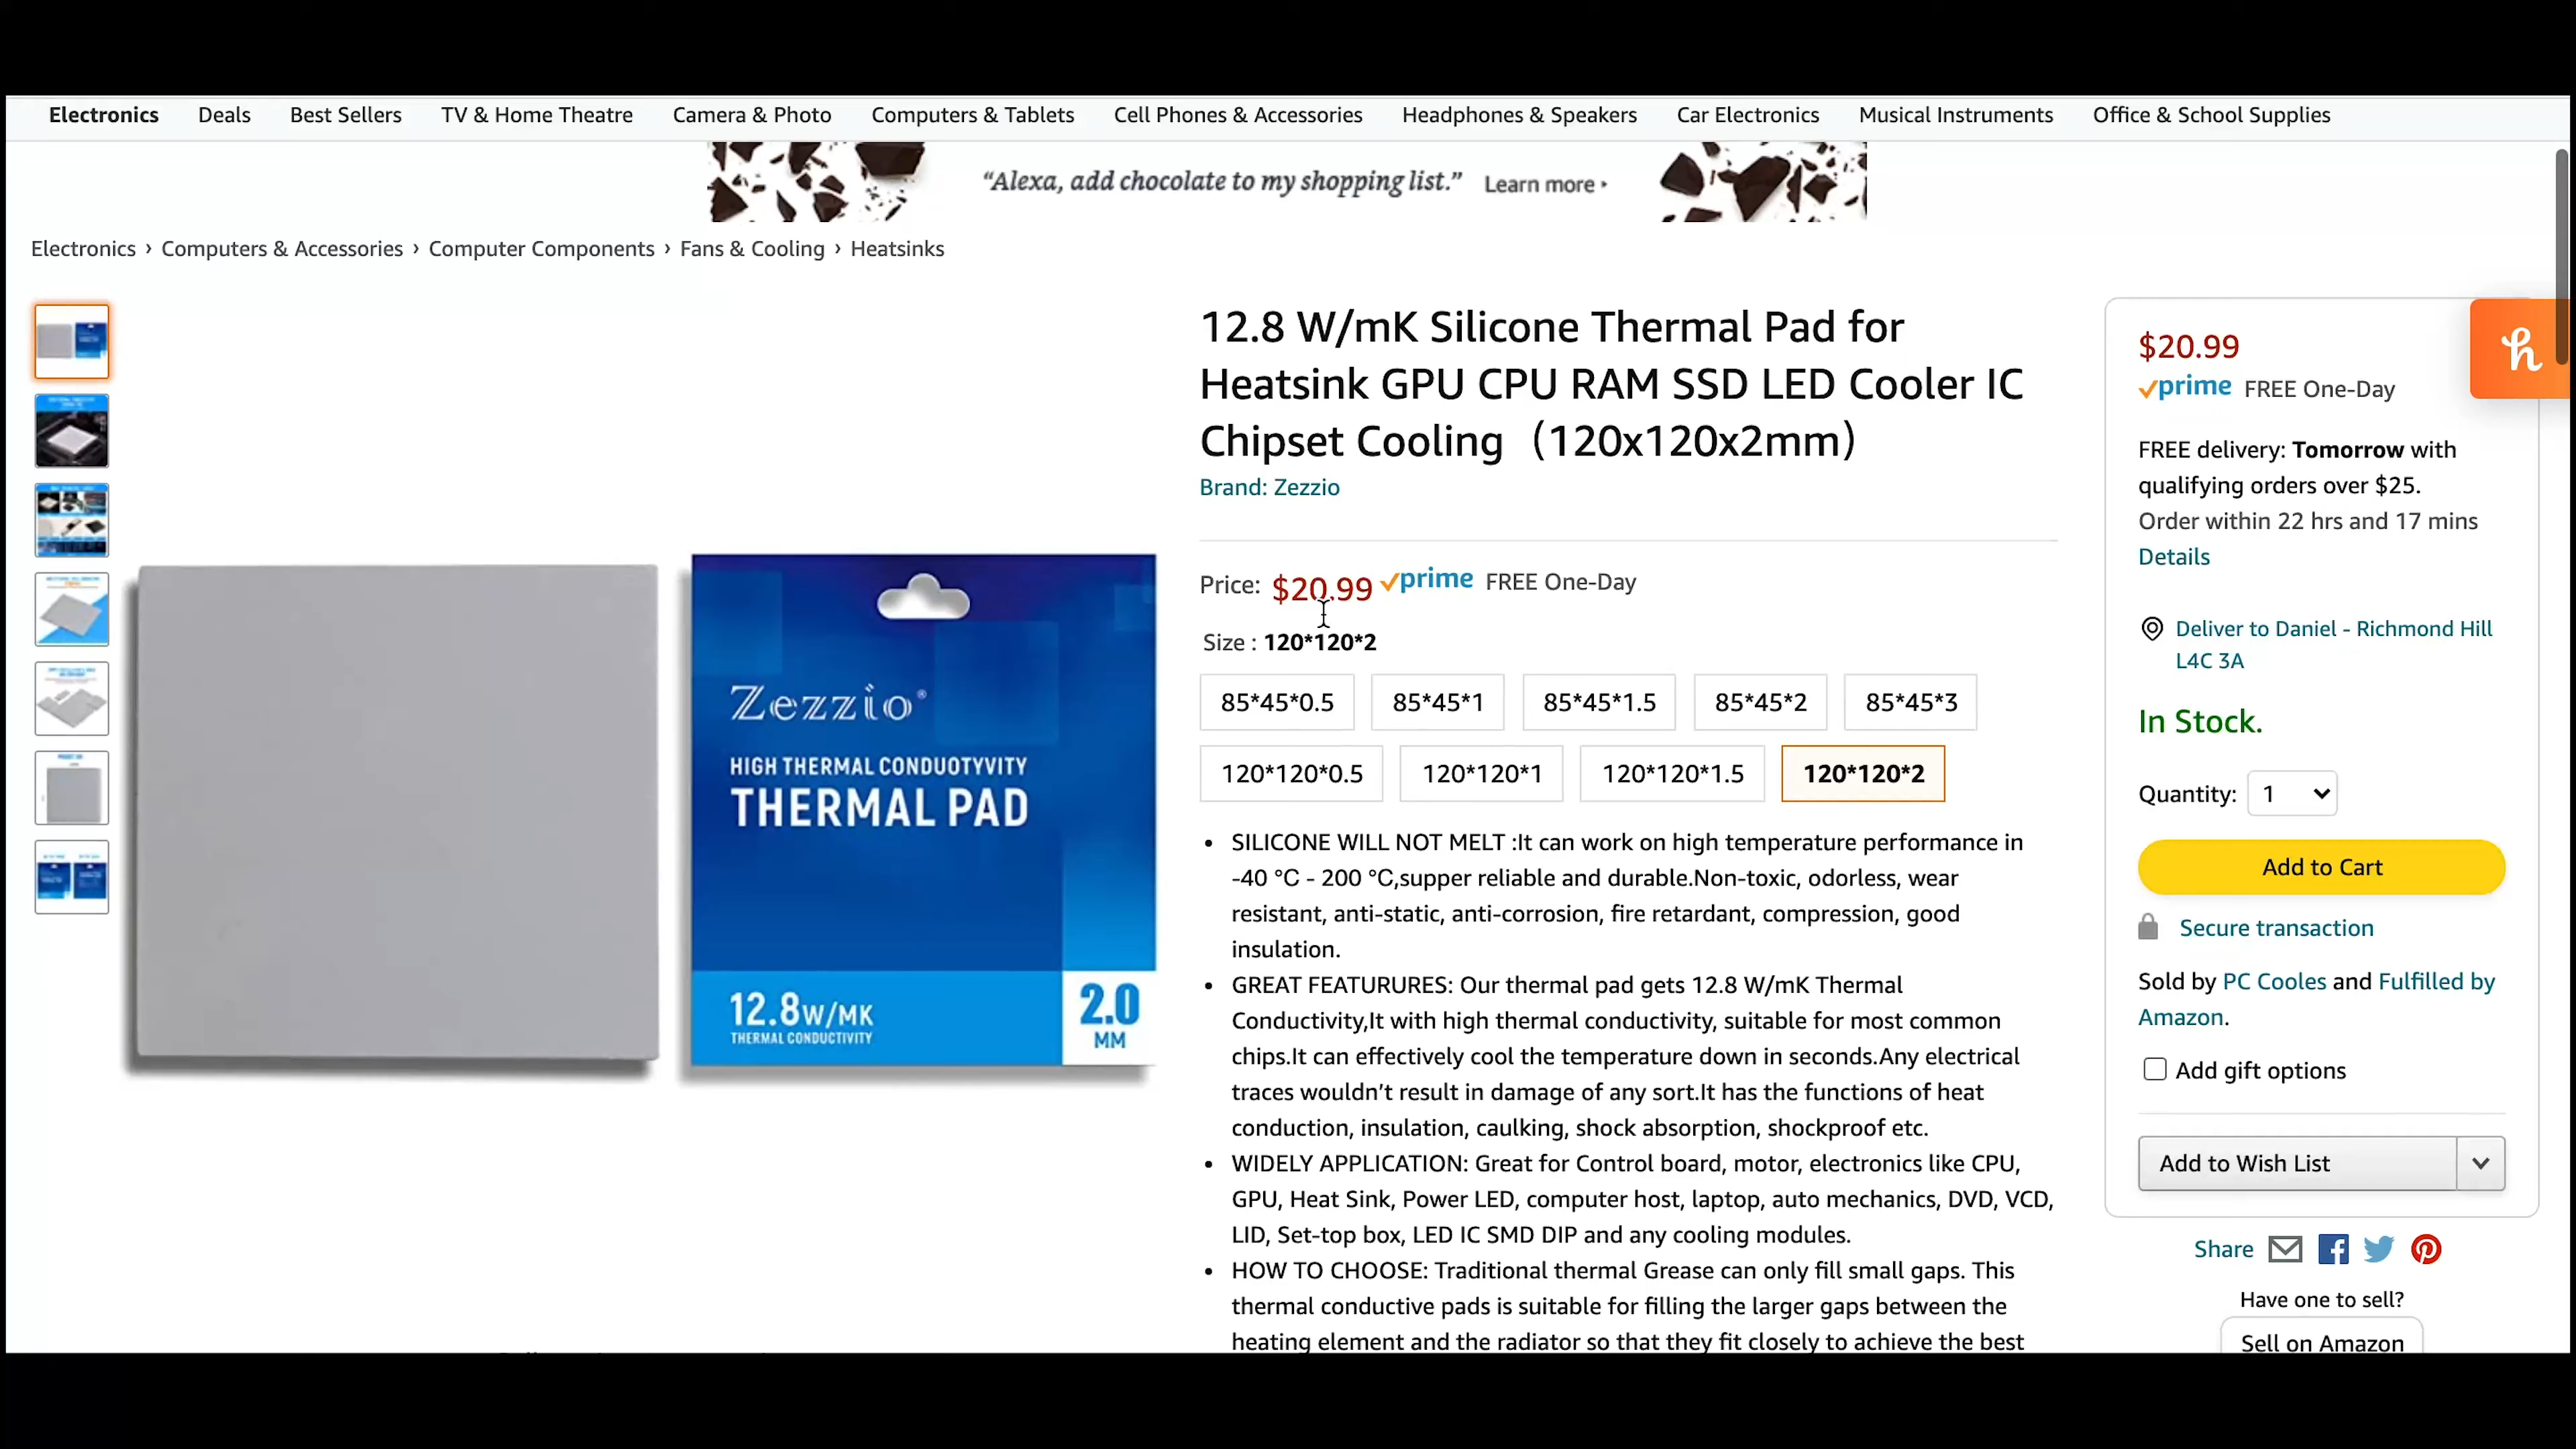 Electronics Deals Best Sellers TV & Home Theatre Camera & Photo Computers & Tablets Cell Phones & Accessories Headphones & Speakers Car Electronics Musical Instruments Office & School Supplies
“Alexa, add chocolate to my shopping list.” Learn more ▸
Electronics › Computers & Accessories › Computer Components › Fans & Cooling › Heatsinks
Zezzio®
HIGH THERMAL CONDUOTYVITY
THERMAL PAD
12.8W/MK
THERMAL CONDUCTIVITY
2.0
MM
12.8 W/mK Silicone Thermal Pad for
Heatsink GPU CPU RAM SSD LED Cooler IC
Chipset Cooling（120x120x2mm）
Brand: Zezzio
Price: $20.99 prime FREE One-Day
Size : 120*120*2
85*45*0.5 85*45*1 85*45*1.5 85*45*2 85*45*3
120*120*0.5 120*120*1 120*120*1.5 120*120*2
• SILICONE WILL NOT MELT :It can work on high temperature performance in
-40 ℃ - 200 ℃,supper reliable and durable.Non-toxic, odorless, wear
resistant, anti-static, anti-corrosion, fire retardant, compression, good
insulation.
• GREAT FEATURURES: Our thermal pad gets 12.8 W/mK Thermal
Conductivity,It with high thermal conductivity, suitable for most common
chips.It can effectively cool the temperature down in seconds.Any electrical
traces wouldn’t result in damage of any sort.It has the functions of heat
conduction, insulation, caulking, shock absorption, shockproof etc.
• WIDELY APPLICATION: Great for Control board, motor, electronics like CPU,
GPU, Heat Sink, Power LED, computer host, laptop, auto mechanics, DVD, VCD,
LID, Set-top box, LED IC SMD DIP and any cooling modules.
• HOW TO CHOOSE: Traditional thermal Grease can only fill small gaps. This
thermal conductive pads is suitable for filling the larger gaps between the
heating element and the radiator so that they fit closely to achieve the best
$20.99
prime FREE One-Day
FREE delivery: Tomorrow with
qualifying orders over $25.
Order within 22 hrs and 17 mins
Details
Deliver to Daniel - Richmond Hill
L4C 3A
In Stock.
Quantity: 1
Add to Cart
Secure transaction
Sold by PC Cooles and Fulfilled by
Amazon.
Add gift options
Add to Wish List
Share
Have one to sell?
Sell on Amazon
h